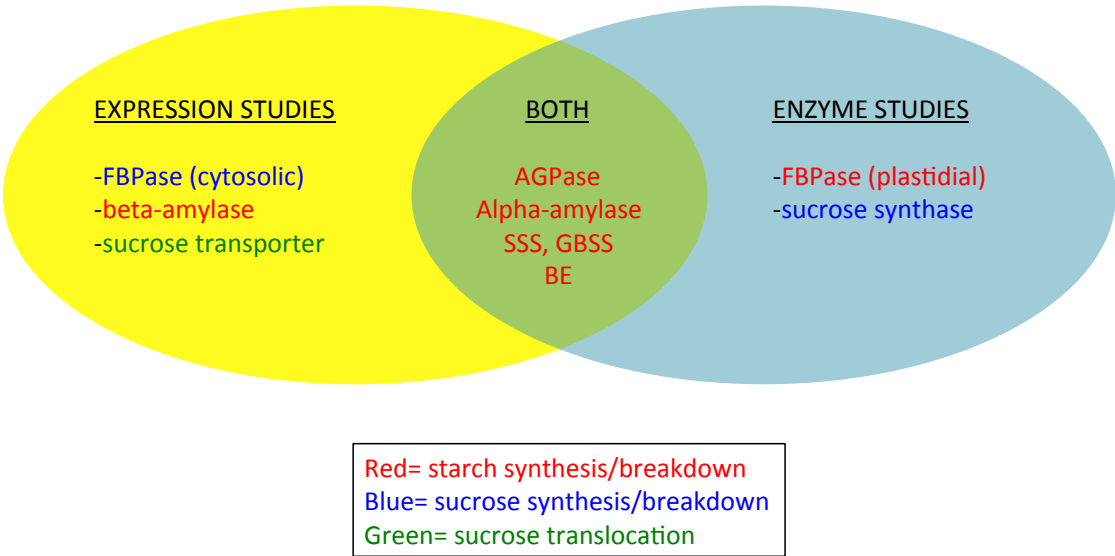 EXPRESSION STUDIES
-FBPase (cytosolic)
-beta-amylase
-sucrose transporter
BOTH
AGPase
Alpha-amylase
SSS, GBSS
BE
ENZYME STUDIES
-FBPase (plastidial)
-sucrose synthase
Red= starch synthesis/breakdown
Blue= sucrose synthesis/breakdown
Green= sucrose translocation